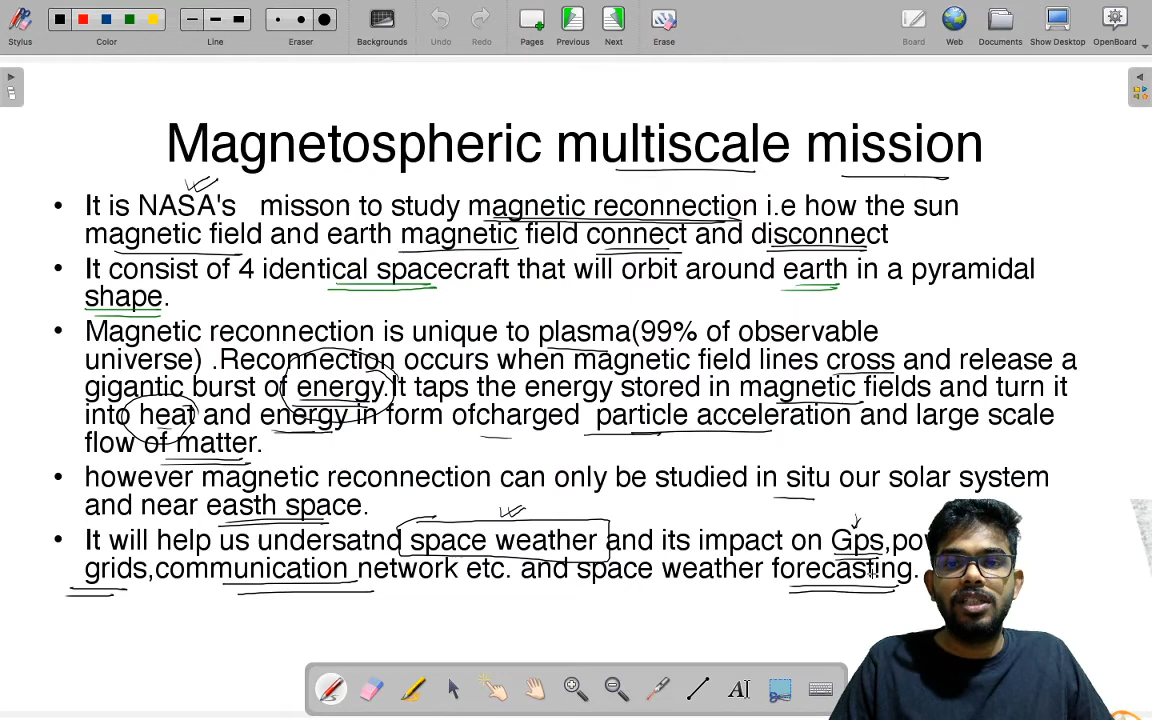 Stylus
Color
Line
Eraser
Backgrounds
Undo
Redo
Pages
Previous
Next
Erase
Board
Web
Documents
Show Desktop
OpenBoard
Magnetospheric multiscale mission
• It is NASA's misson to study magnetic reconnection i.e how the sun
magnetic field and earth magnetic field connect and disconnect
• It consist of 4 identical spacecraft that will orbit around earth in a pyramidal
shape.
• Magnetic reconnection is unique to plasma(99% of observable
universe) .Reconnection occurs when magnetic field lines cross and release a
gigantic burst of energy.It taps the energy stored in magnetic fields and turn it
into heat and energy in form ofcharged particle acceleration and large scale
flow of matter.
• however magnetic reconnection can only be studied in situ our solar system
and near easth space.
• It will help us undersatnd space weather and its impact on Gps,
grids,communication network etc. and space weather forecasting.